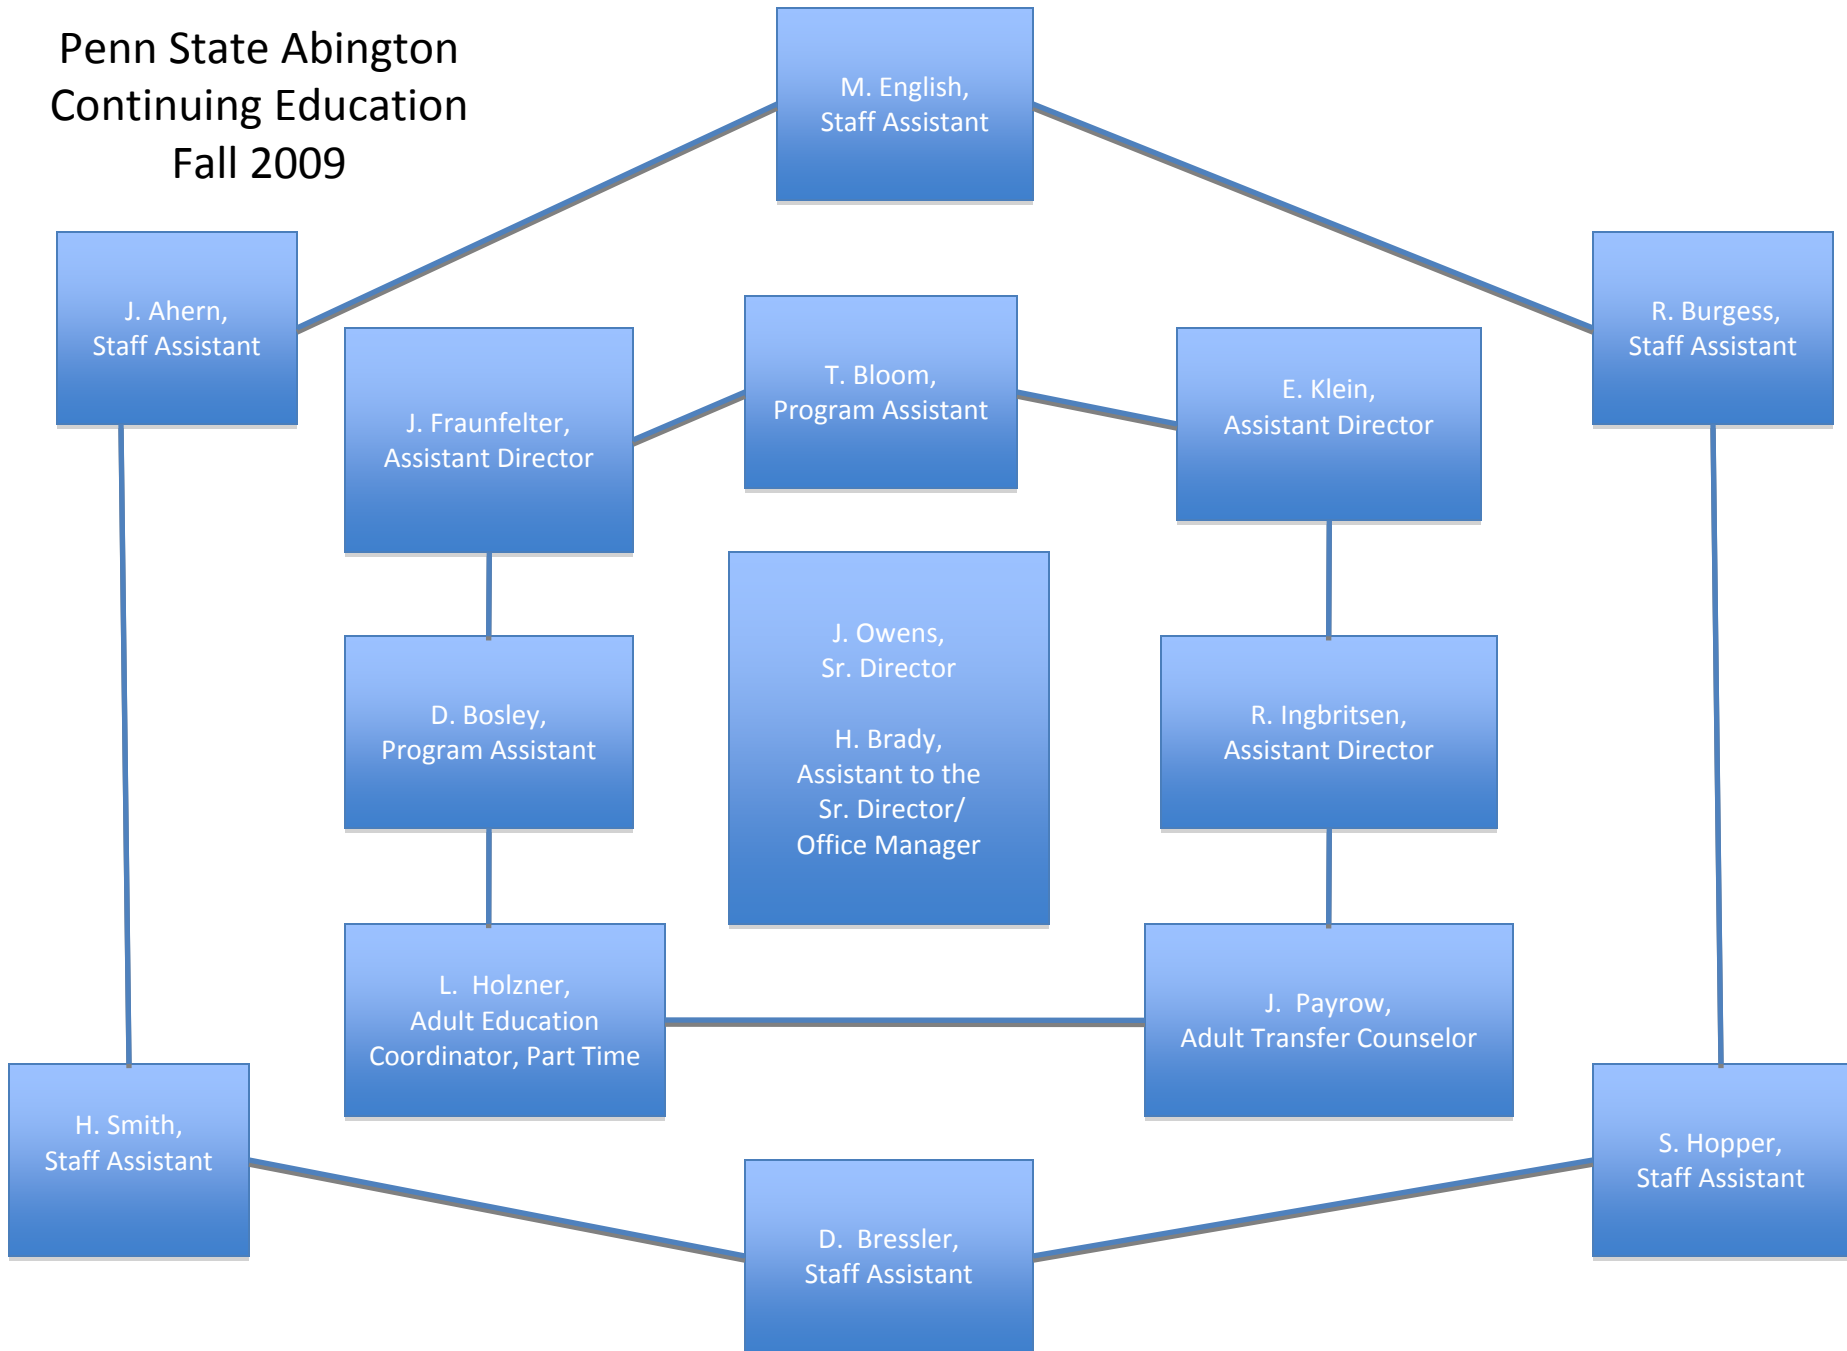 Penn State Abington
Continuing Education
Fall 2009
M. English,
Staff Assistant
J. Ahern,
Staff Assistant
R. Burgess,
Staff Assistant
J. Fraunfelter,
Assistant Director
T. Bloom,
Program Assistant
E. Klein,
Assistant Director
J. Owens,
Sr. Director
H. Brady,
Assistant to the
Sr. Director/
Office Manager
D. Bosley,
Program Assistant
R. Ingbritsen,
Assistant Director
L. Holzner,
Adult Education
Coordinator, Part Time
J. Payrow,
Adult Transfer Counselor
H. Smith,
Staff Assistant
S. Hopper,
Staff Assistant
D. Bressler,
Staff Assistant